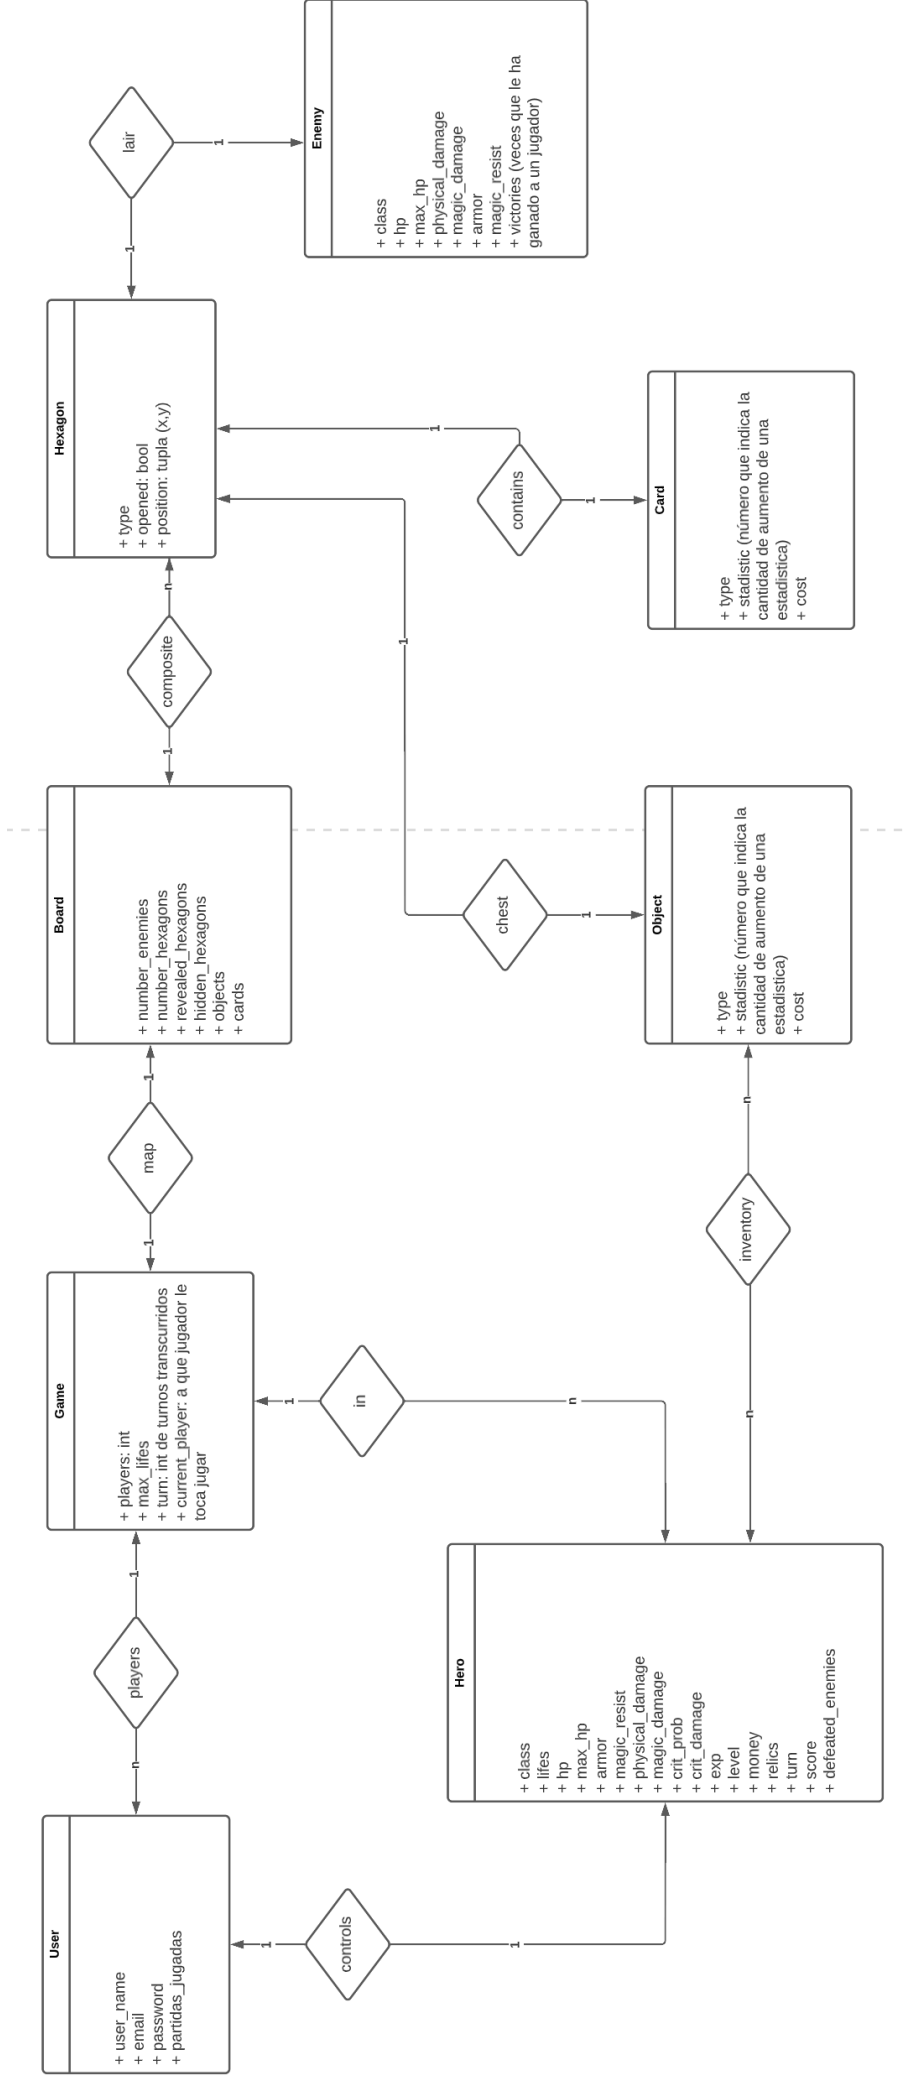 User
+ user_name
+ email
+ password
+ partidas_jugadas
n
players
1
Game
+ players: int
+ max_lifes
+ turn: int de turnos transcurridos
+ current_player: a que jugador le
toca jugar
1
map
1
Board
+ number_enemies
+ number_hexagons
+ revealed_hexagons
+ hidden_hexagons
+ objects
+ cards
1
composite
n
Hexagon
+ type
+ opened: bool
+ position: tupla (x,y)
1
lair
1
Enemy
+ class
+ hp
+ max_hp
+ physical_damage
+ magic_damage
+ armor
+ magic_resist
+ victories (veces que le ha
ganado a un jugador)
1
controls
1
1
in
n
Hero
+ class
+ lifes
+ hp
+ max_hp
+ armor
+ magic_resist
+ physical_damage
+ magic_damage
+ crit_prob
+ crit_damage
+ exp
+ level
+ money
+ relics
+ turn
+ score
+ defeated_enemies
n
inventory
n
1
chest
1
Object
+ type
+ stadistic (número que indica la
cantidad de aumento de una
estadistica)
+ cost
1
contains
1
Card
+ type
+ stadistic (número que indica la
cantidad de aumento de una
estadistica)
+ cost